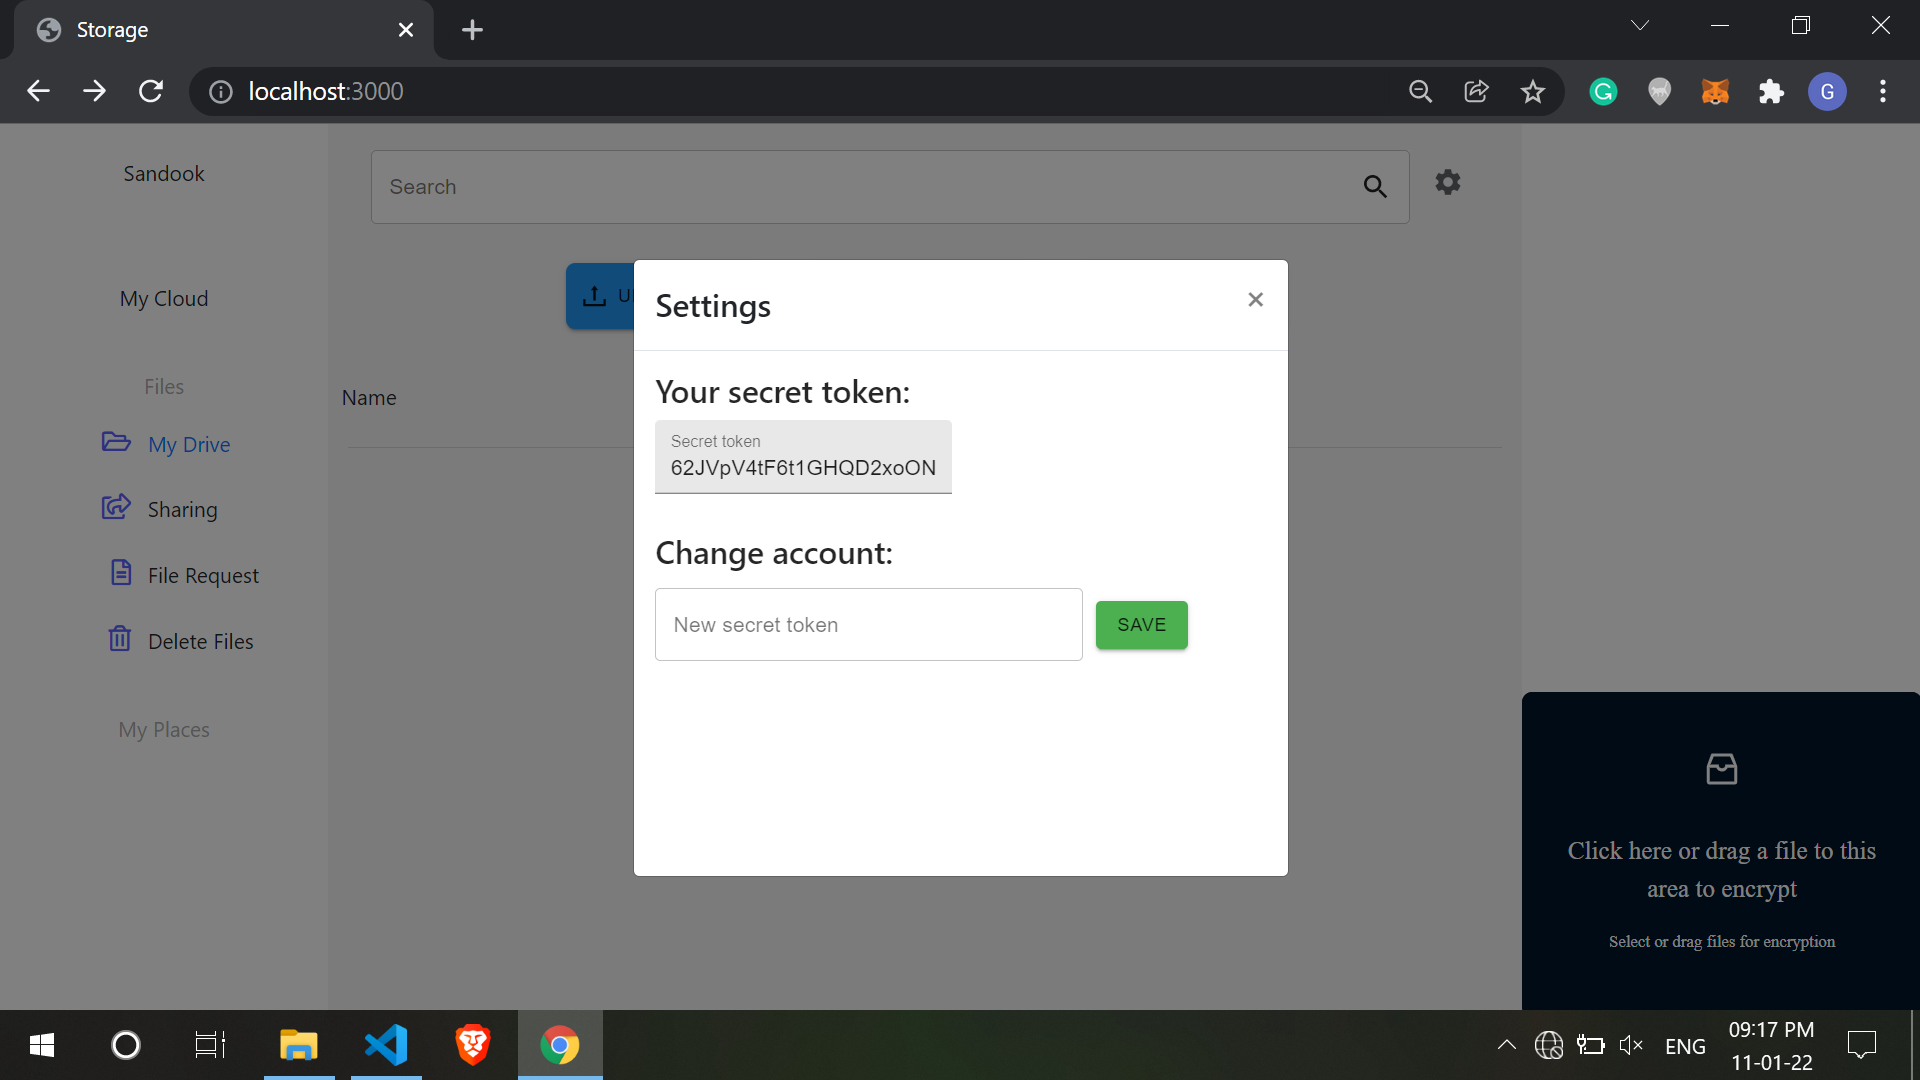 Storage
localhost:3000
G
Sandook
Search
My Cloud
Settings
Files
Name
Your secret token:
My Drive
Secret token
62JVpV4tF6t1GHQD2xoON
Sharing
Change account:
File Request
New secret token
SAVE
Delete Files
My Places
Click here or drag a file to this
area to encrypt
Select or drag files for encryption
ENG
09:17 PM
11-01-22